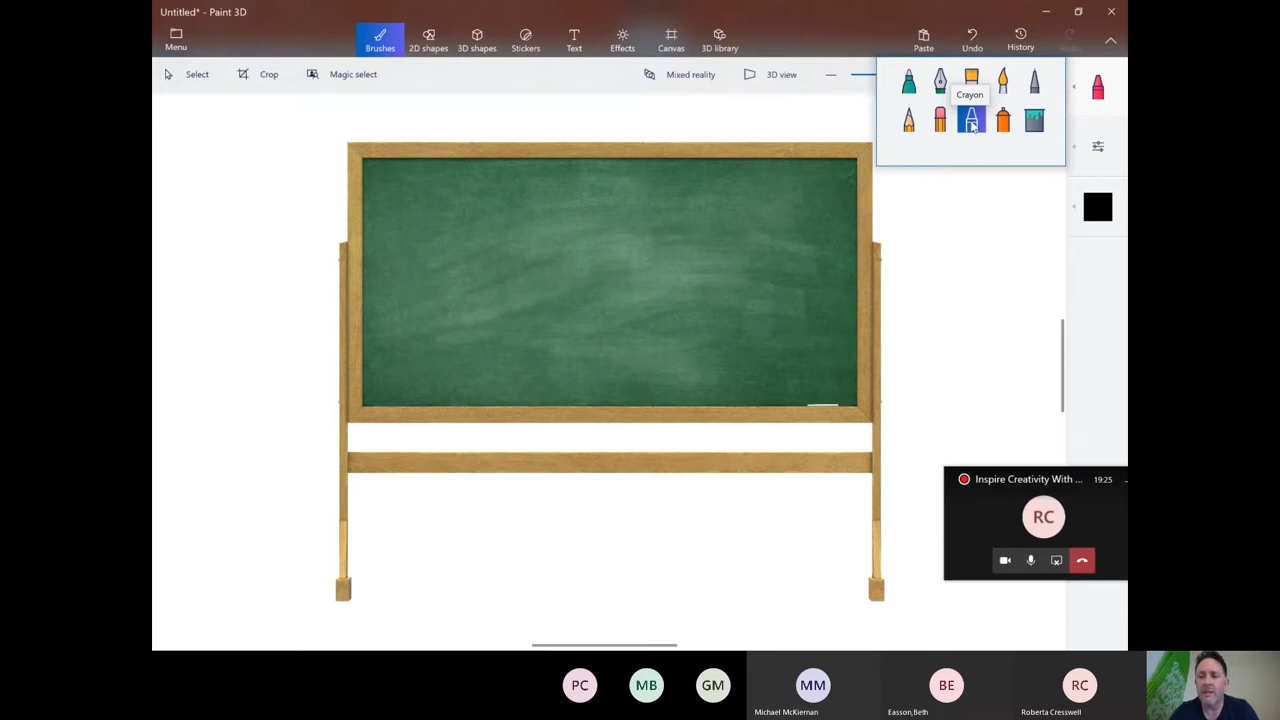 Untitled* - Paint 3D
Menu
Brushes
2D shapes
3D shapes
Stickers
Text
Effects
Canvas
3D library
Paste
Undo
History
Redo
Select
Crop
Magic select
Mixed reality
3D view
Crayon
Inspire Creativity With ...
19:25
RC
PC
MB
GM
MM
BE
RC
Michael McKiernan
Easson,Beth
Roberta Cresswell